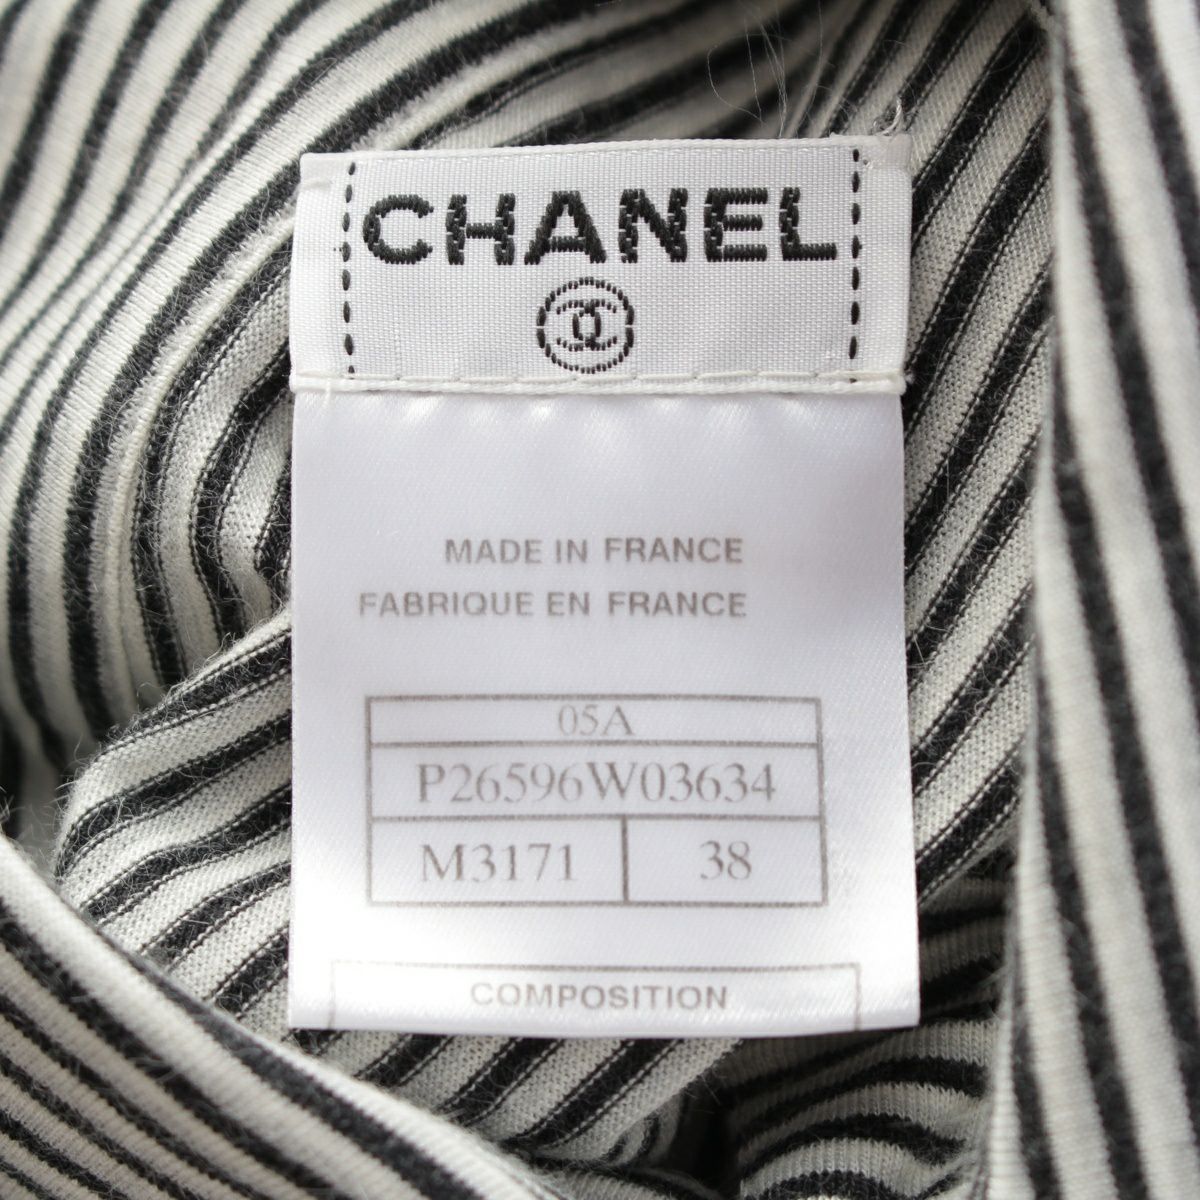 CHANEL
MADE IN FRANCE
FABRIQUE EN FRANCE
05A
P26596W03634
M3171 38
COMPOSITION